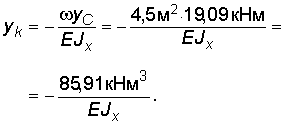 y_k = −ωy_C/EJ_x = −4,5м²·19,09кНм/EJ_x =
= −85,91кНм³/EJ_x.